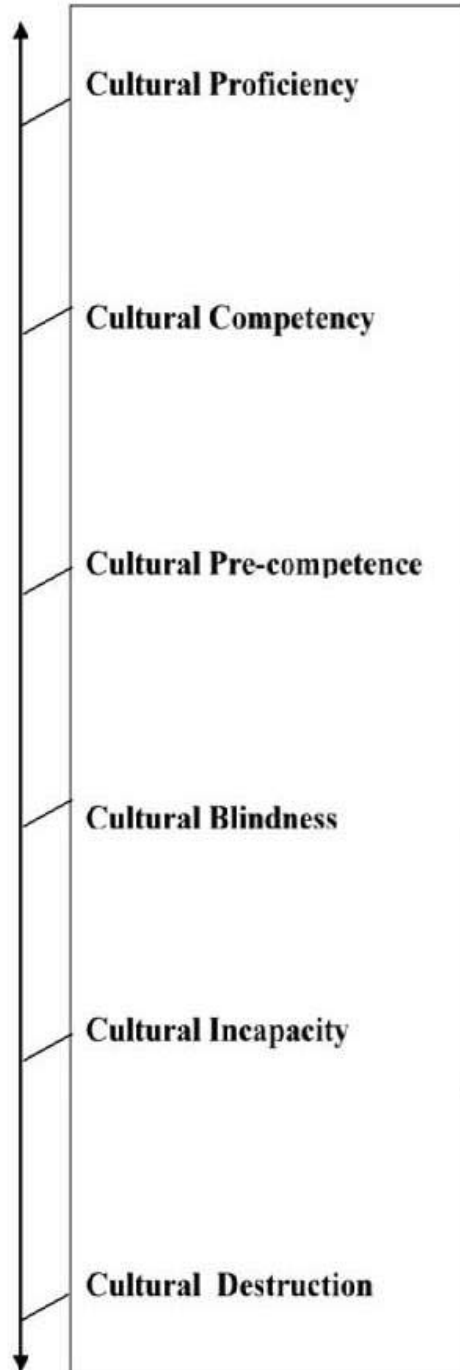 Cultural Proficiency
Cultural Competency
Cultural Pre-competence
Cultural Blindness
Cultural Incapacity
Cultural Destruction